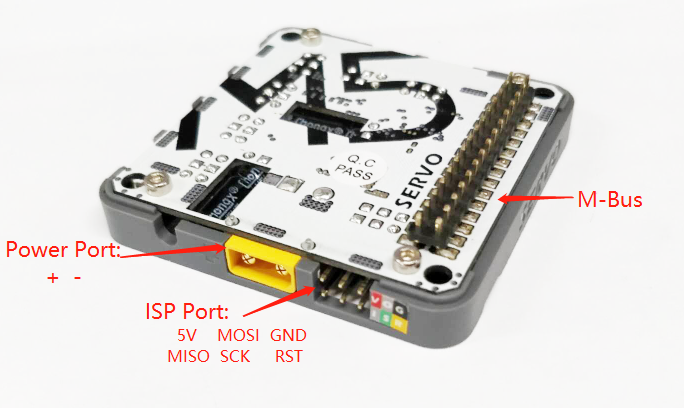 M5
Q.C
PASS
SERVO
M-Bus
Power Port:
+ -
ISP Port:
5V MOSI GND
MISO SCK RST
V O G
I S R